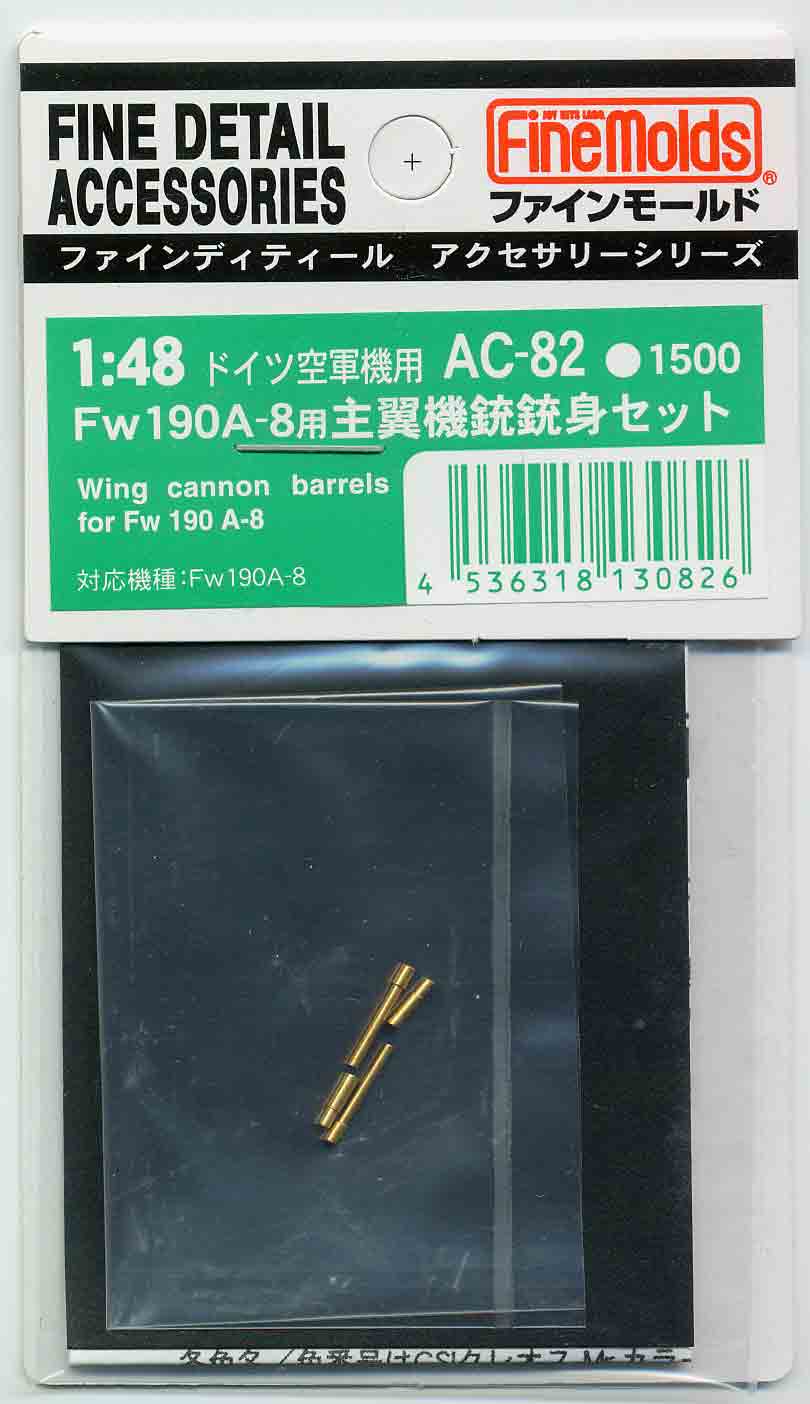 FINE DETAIL
ACCESSORIES
JOY KITS LABO.
FineMolds®
ファインモールド
ファインディティール アクセサリーシリーズ
1:48 ドイツ空軍機用 AC-82 ●1500
Fw190A-8用主翼機銃銃身セット
Wing cannon barrels
for Fw 190 A-8
対応機種:Fw190A-8
4 536318 130826